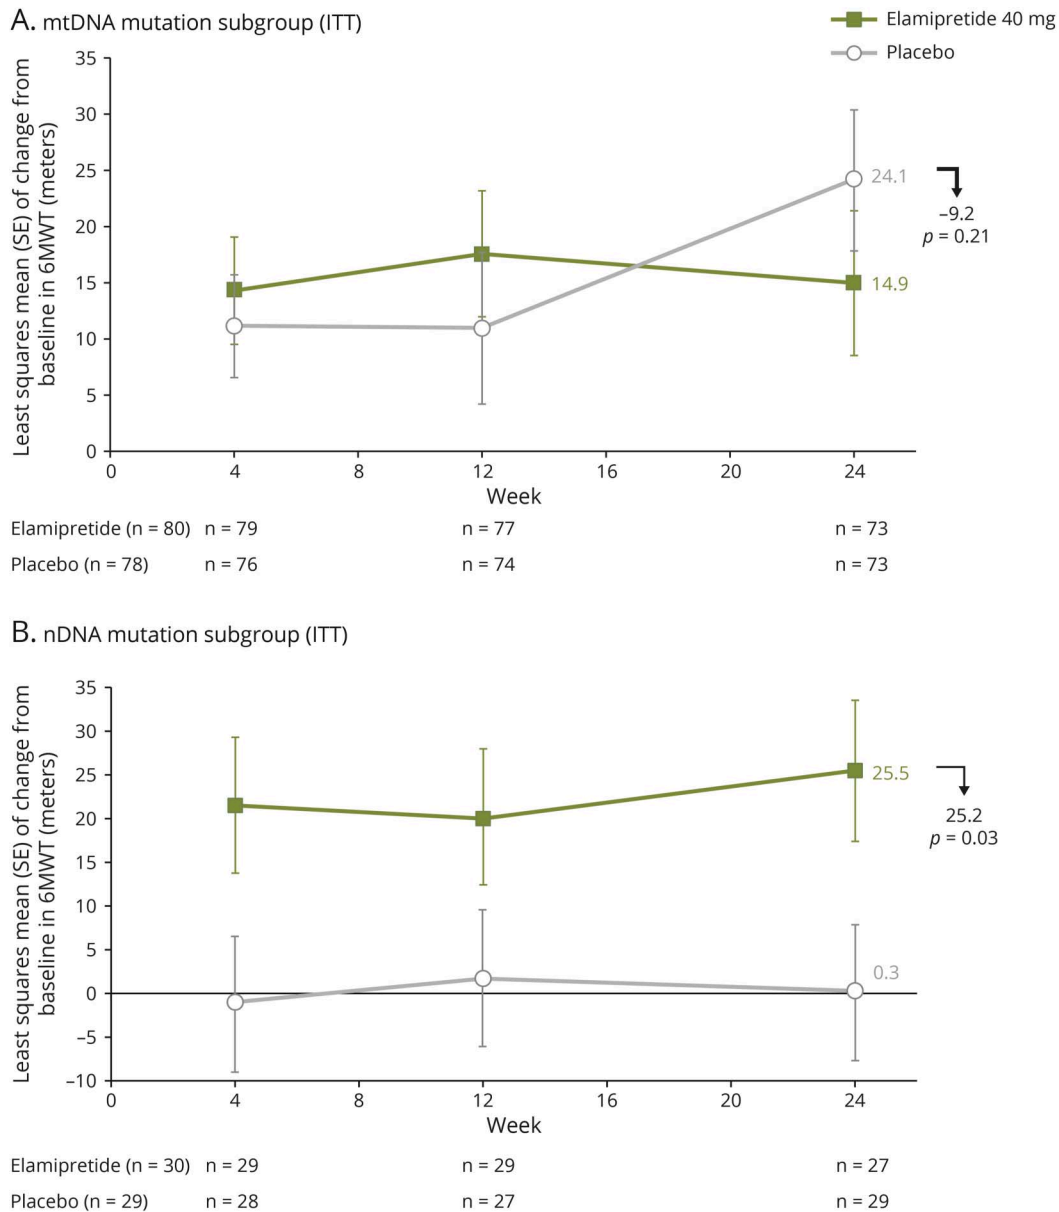 A. mtDNA mutation subgroup (ITT)
Elamipretide 40 mg
Placebo
Least squares mean (SE) of change from
baseline in 6MWT (meters)
35
30
25
20
15
10
5
0
24.1
14.9
–9.2
p = 0.21
0 4 8 12 16 20 24
Week
Elamipretide (n = 80) n = 79 n = 77 n = 73
Placebo (n = 78) n = 76 n = 74 n = 73
B. nDNA mutation subgroup (ITT)
Least squares mean (SE) of change from
baseline in 6MWT (meters)
35
30
25
20
15
10
5
0
–5
–10
25.5
0.3
25.2
p = 0.03
0 4 8 12 16 20 24
Week
Elamipretide (n = 30) n = 29 n = 29 n = 27
Placebo (n = 29) n = 28 n = 27 n = 29